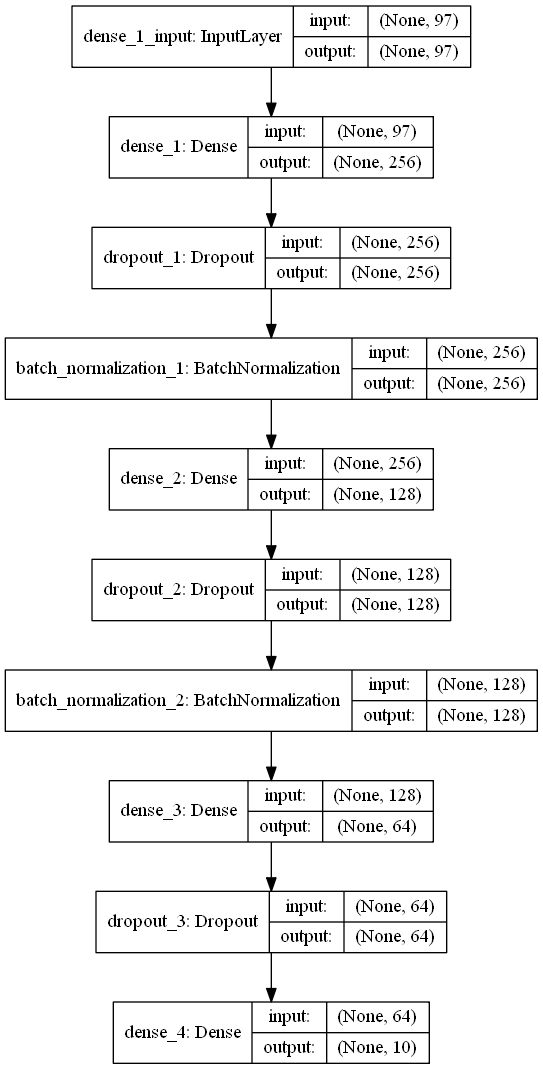 dense_1_input: InputLayer
input: (None, 97)
output: (None, 97)
dense_1: Dense
input: (None, 97)
output: (None, 256)
dropout_1: Dropout
input: (None, 256)
output: (None, 256)
batch_normalization_1: BatchNormalization
input: (None, 256)
output: (None, 256)
dense_2: Dense
input: (None, 256)
output: (None, 128)
dropout_2: Dropout
input: (None, 128)
output: (None, 128)
batch_normalization_2: BatchNormalization
input: (None, 128)
output: (None, 128)
dense_3: Dense
input: (None, 128)
output: (None, 64)
dropout_3: Dropout
input: (None, 64)
output: (None, 64)
dense_4: Dense
input: (None, 64)
output: (None, 10)